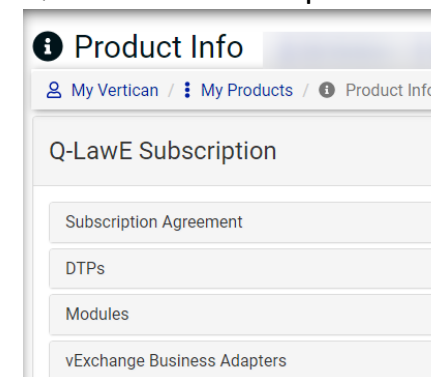 Product Info
My Vertican / My Products / Product Info
Q-LawE Subscription
Subscription Agreement
DTPs
Modules
vExchange Business Adapters